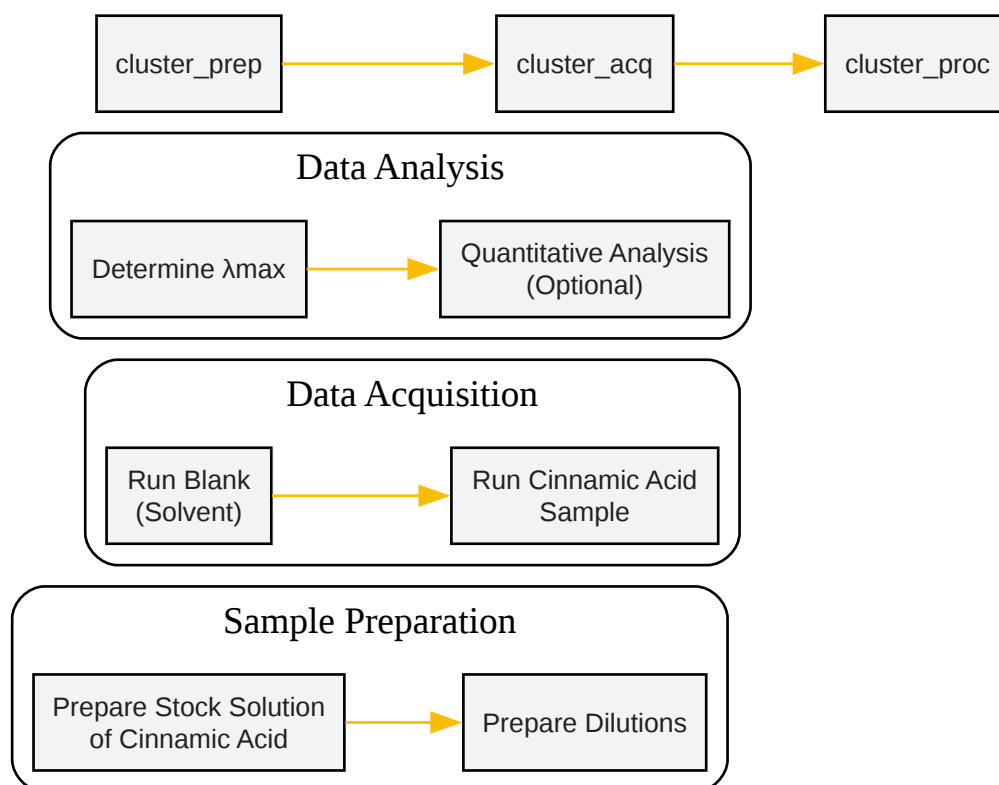 cluster_prep
cluster_acq
cluster_proc
Data Analysis
Determine λmax
Quantitative Analysis
(Optional)
Data Acquisition
Run Blank
(Solvent)
Run Cinnamic Acid
Sample
Sample Preparation
Prepare Stock Solution
of Cinnamic Acid
Prepare Dilutions